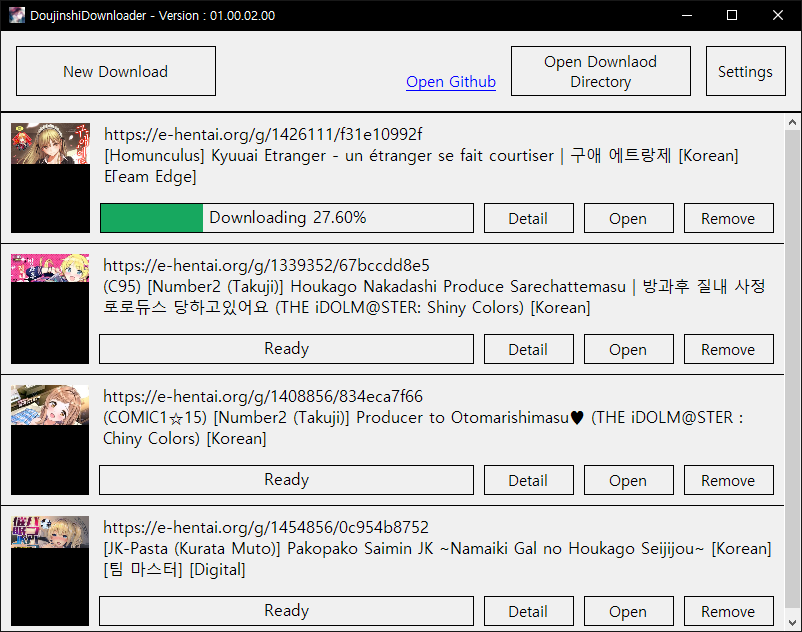 DoujinshiDownloader - Version : 01.00.02.00
New Download
Open Github
Open Downlaod
Directory
Settings
https://e-hentai.org/g/1426111/f31e10992f
[Homunculus] Kyuuai Etranger - un étranger se fait courtiser | 구애 에트랑제 [Korean]
Team Edge]
Downloading 27.60%
Detail
Open
Remove
https://e-hentai.org/g/1339352/67bccdd8e5
(C95) [Number2 (Takuji)] Houkago Nakadashi Produce Sarechattemasu | 방과후 질내 사정
포로듀스 당하고있어요 (THE iDOLM@STER: Shiny Colors) [Korean]
Ready
Detail
Open
Remove
https://e-hentai.org/g/1408856/834eca7f66
(COMIC1☆15) [Number2 (Takuji)] Producer to Otomarishimasu♥ (THE iDOLM@STER :
Chiny Colors) [Korean]
Ready
Detail
Open
Remove
https://e-hentai.org/g/1454856/0c954b8752
[JK-Pasta (Kurata Muto)] Pakopako Saimin JK ~Namaiki Gal no Houkago Seijijou~ [Korean]
[팀 마스터] [Digital]
Ready
Detail
Open
Remove